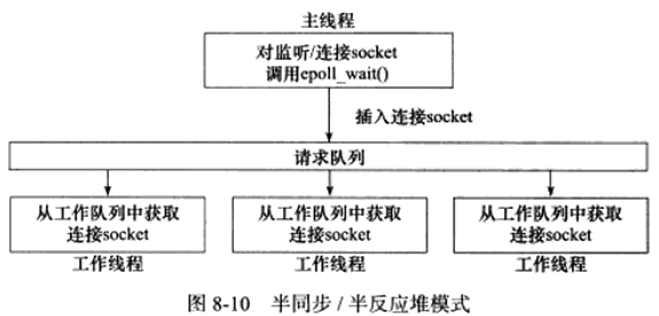 主线程
对监听/连接socket
调用epoll_wait()
插入连接socket
请求队列
从工作队列中获取
连接socket
工作线程
从工作队列中获取
连接socket
工作线程
从工作队列中获取
连接socket
工作线程
图 8-10 半同步 / 半反应堆模式